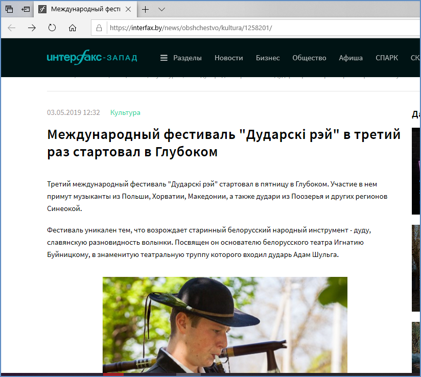 Международный фест
https://interfax.by/news/obshchestvo/kultura/1258201/
интерфакс-ЗАПАД
Разделы Новости Бизнес Общество Афиша СПАРК СК
03.05.2019 12:32 Культура
Международный фестиваль "Дударскі рэй" в третий
раз стартовал в Глубоком
Третий международный фестиваль "Дударскі рэй" стартовал в пятницу в Глубоком. Участие в нем
примут музыканты из Польши, Хорватии, Македонии, а также дудари из Поозерья и других регионов
Синеокой.
Фестиваль уникален тем, что возрождает старинный белорусский народный инструмент - дуду,
славянскую разновидность волынки. Посвящен он основателю белорусского театра Игнатию
Буйницкому, в знаменитую театральную труппу которого входил дударь Адам Шульга.